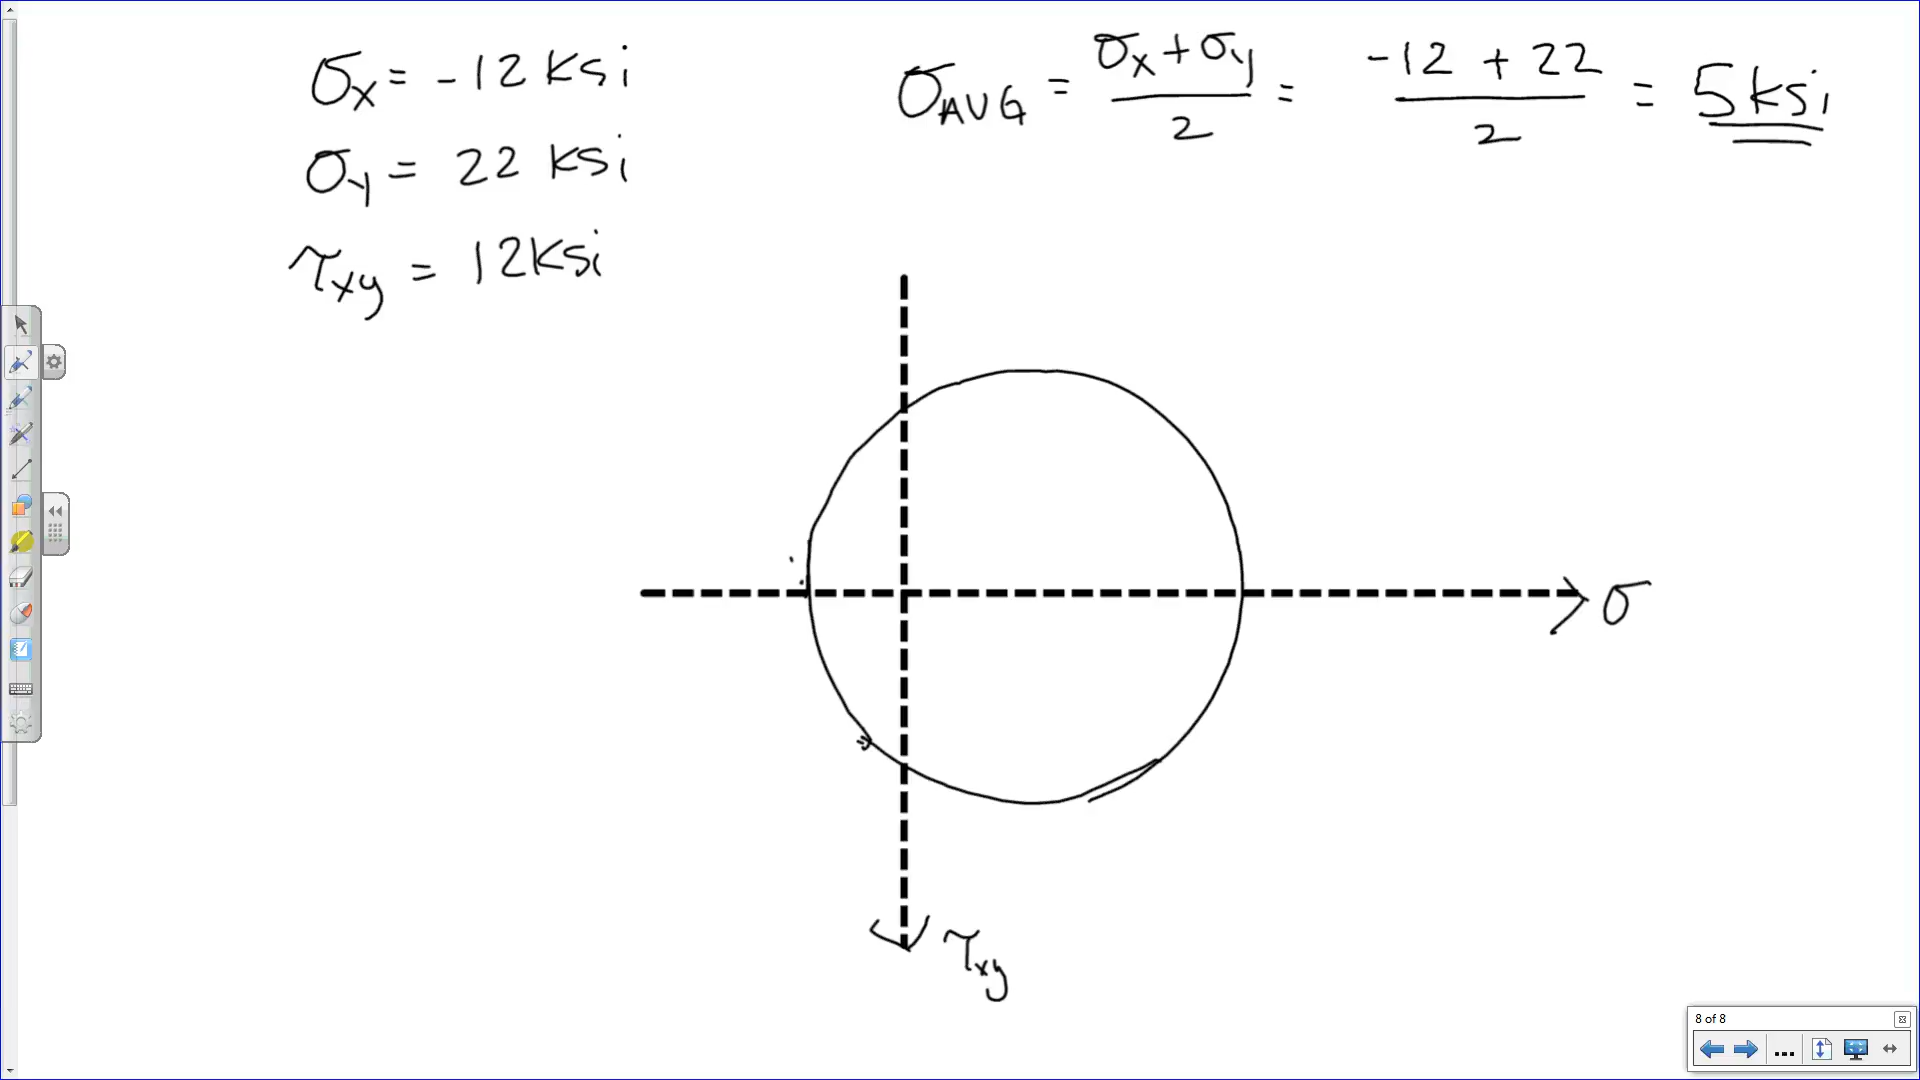 σx = -12 ksi
σy = 22 ksi
τxy = 12 ksi
σAVG = (σx + σy)/2 = (-12 + 22)/2 = 5 ksi
σ
τxy
8 of 8
...